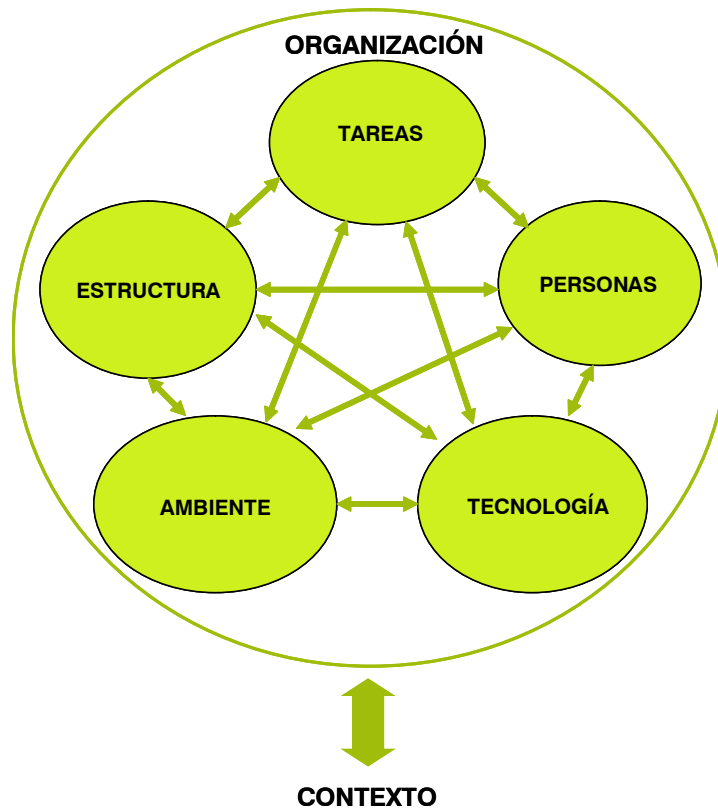 ORGANIZACIÓN
TAREAS
ESTRUCTURA
PERSONAS
AMBIENTE
TECNOLOGÍA
CONTEXTO